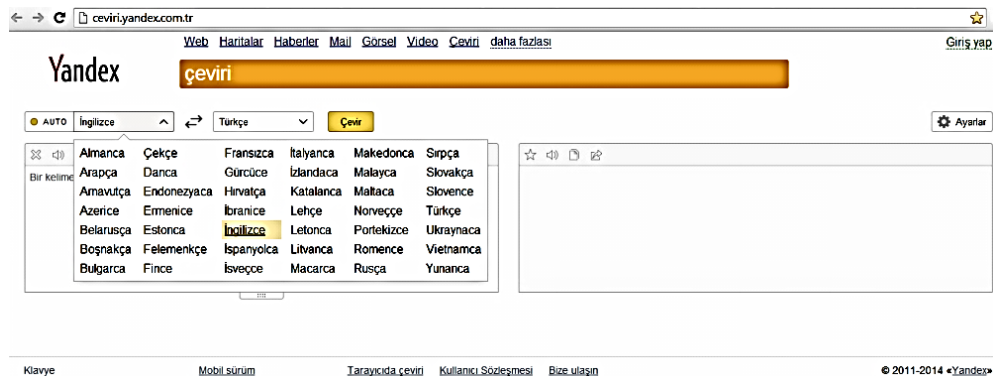 ceviri.yandex.com.tr
Web Haritalar Haberler Mail Görsel Video Çeviri daha fazlası Giriş yap
Yandex çeviri
AUTO İngilizce Türkçe Çevir Ayarlar
Almanca Çekçe Fransızca İtalyanca Makedonca Sırpça
Bir kelime Arapça Danca Gürcüce İzlandaca Malayca Slovakça
Arnavutça Endonezyaca Hırvatça Katalanca Maltaca Slovence
Azerice Ermenice İbranice Lehçe Norveççe Türkçe
Belarusça Estonca İngilizce Letonca Portekizce Ukraynaca
Boşnakça Felemenkçe İspanyolca Litvanca Romence Vietnamca
Bulgarca Fince İsveççe Macarca Rusça Yunanca
Klavye Mobil sürüm Tarayıcıda çeviri Kullanıcı Sözleşmesi Bize ulaşın © 2011-2014 «Yandex»